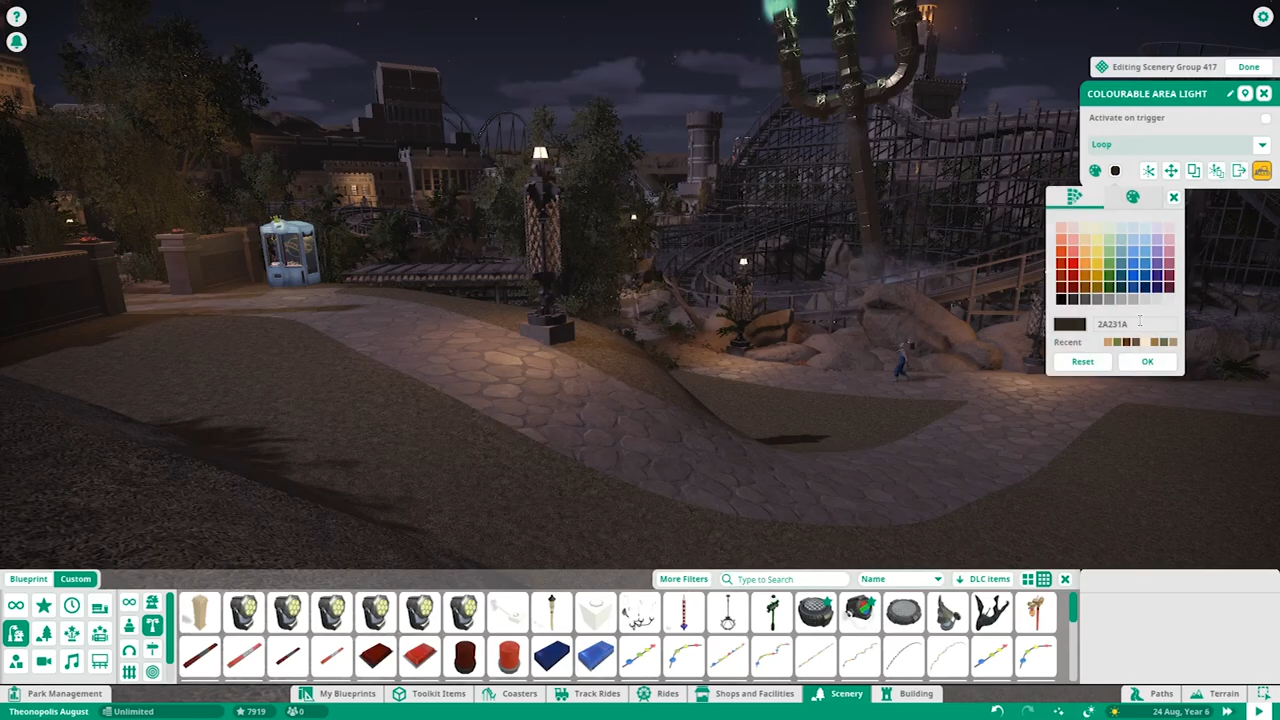 Editing Scenery Group 417 Done
COLOURABLE AREA LIGHT
Activate on trigger
Loop
2A231A
Recent
Reset OK
Blueprint Custom More Filters Type to Search Name DLC items
Park Management My Blueprints Toolkit Items Coasters Track Rides Rides Shops and Facilities Scenery Building Paths Terrain
Theonopolis August Unlimited 7919 0 24 Aug, Year 6